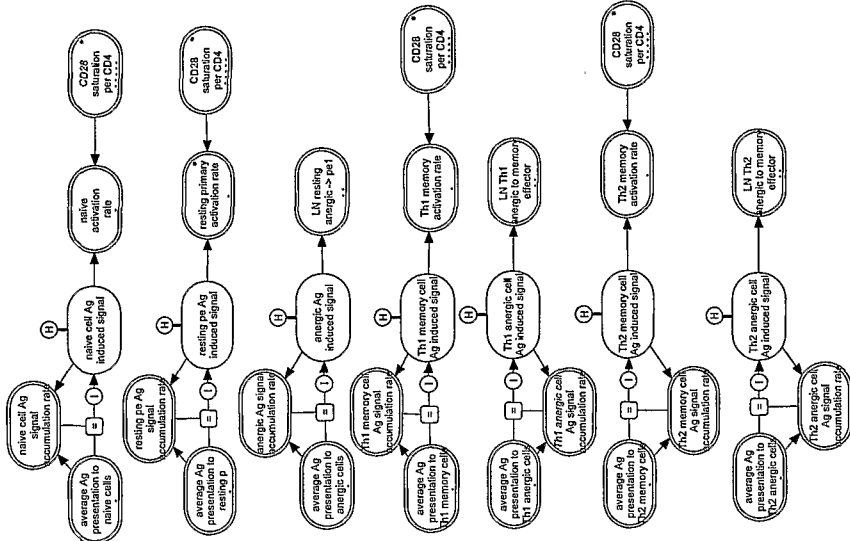 CD28
saturation
per CD4
naive
activation
rate
H
naive cell Ag
induced signal
I
=
naive cell Ag
signal
accumulation rate
average Ag
presentation to
naive cells
CD28
saturation
per CD4
resting primary
activation rate
H
resting pe Ag
induced signal
I
=
resting pe Ag
signal
accumulation rate
average Ag
presentation to
resting p
LN resting
anergic -> pe1
H
anergic Ag
induced signal
I
=
anergic Ag signal
accumulation rate
average Ag
presentation to
anergic cells
CD28
saturation
per CD4
Th1 memory
activation rate
H
Th1 memory cell
Ag induced signal
I
=
Th1 memory cell
Ag signal
accumulation rate
average Ag
presentation to
Th1 memory cells
LN Th1
anergic to memory
effector
H
Th1 anergic cell
Ag induced signal
I
=
Th1 anergic cell
Ag signal
accumulation rate
average Ag
presentation to
Th1 anergic cells
CD28
saturation
per CD4
Th2 memory
activation rate
H
Th2 memory cell
Ag induced signal
I
=
Th2 memory cell
Ag signal
accumulation rate
average Ag
presentation to
Th2 memory cells
LN Th2
anergic to memory
effector
H
Th2 anergic cell
Ag induced signal
I
=
Th2 anergic cell
Ag signal
accumulation rate
average Ag
presentation to
Th2 anergic cells